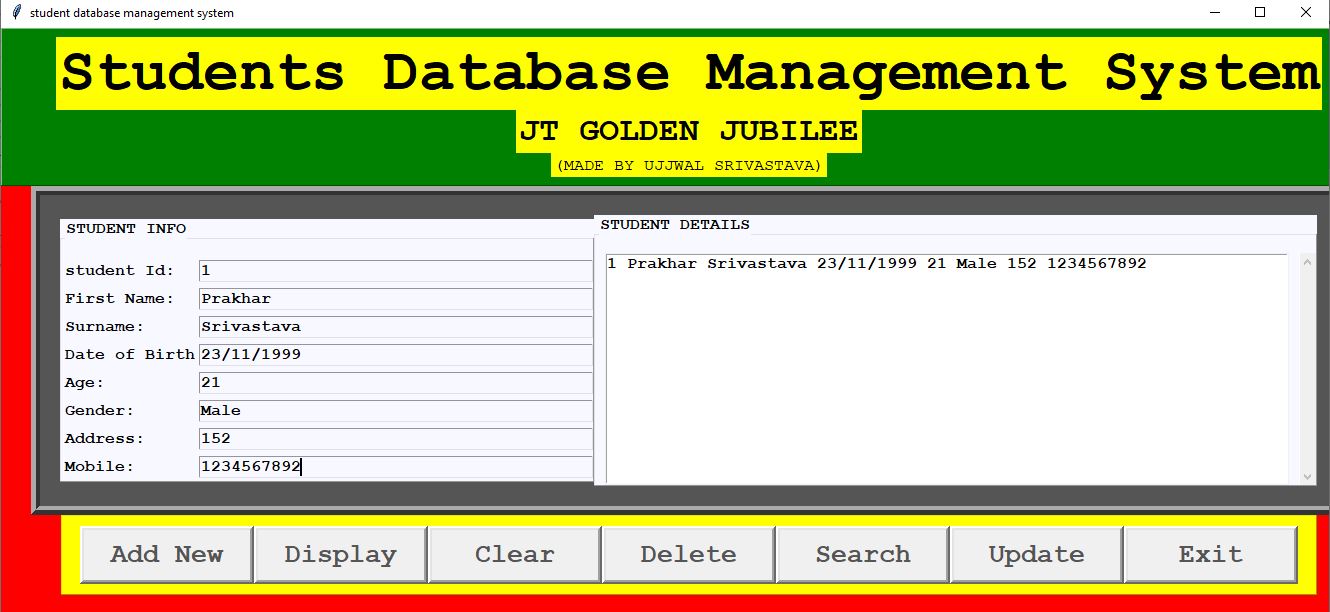 student database management system
Students Database Management System
JT GOLDEN JUBILEE
(MADE BY UJJWAL SRIVASTAVA)
STUDENT INFO
student Id: 1
First Name: Prakhar
Surname: Srivastava
Date of Birth 23/11/1999
Age: 21
Gender: Male
Address: 152
Mobile: 1234567892
STUDENT DETAILS
1 Prakhar Srivastava 23/11/1999 21 Male 152 1234567892
Add New Display Clear Delete Search Update Exit